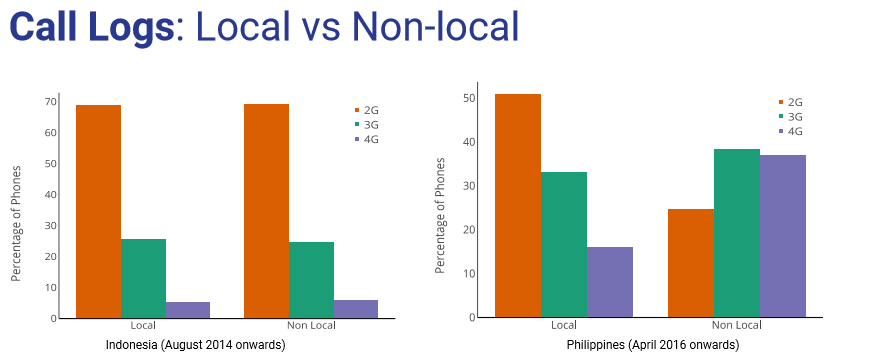 Call Logs: Local vs Non-local
70
60
50
40
30
20
10
0
Percentage of Phones
2G
3G
4G
Local
Non Local
Indonesia (August 2014 onwards)
50
40
30
20
10
0
Percentage of Phones
2G
3G
4G
Local
Non Local
Philippines (April 2016 onwards)